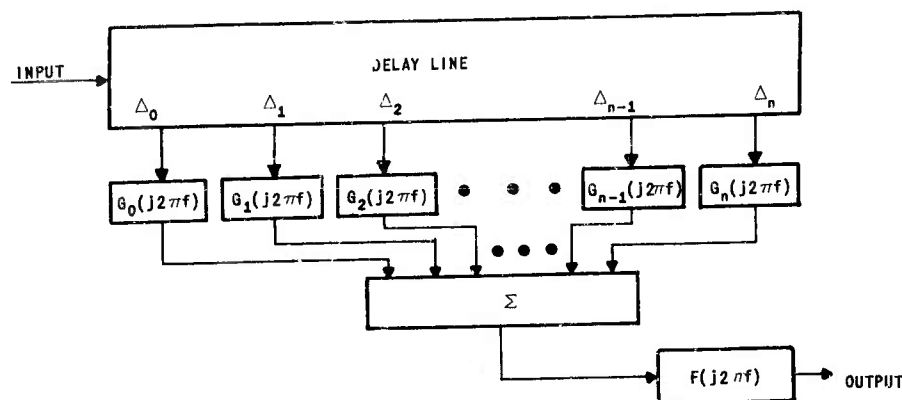 INPUT
DELAY LINE
Δ₀ Δ₁ Δ₂ Δₙ₋₁ Δₙ
G₀(j2πf) G₁(j2πf) G₂(j2πf) • • • Gₙ₋₁(j2πf) Gₙ(j2πf)
• • •
Σ
F(j2πf)
OUTPUT